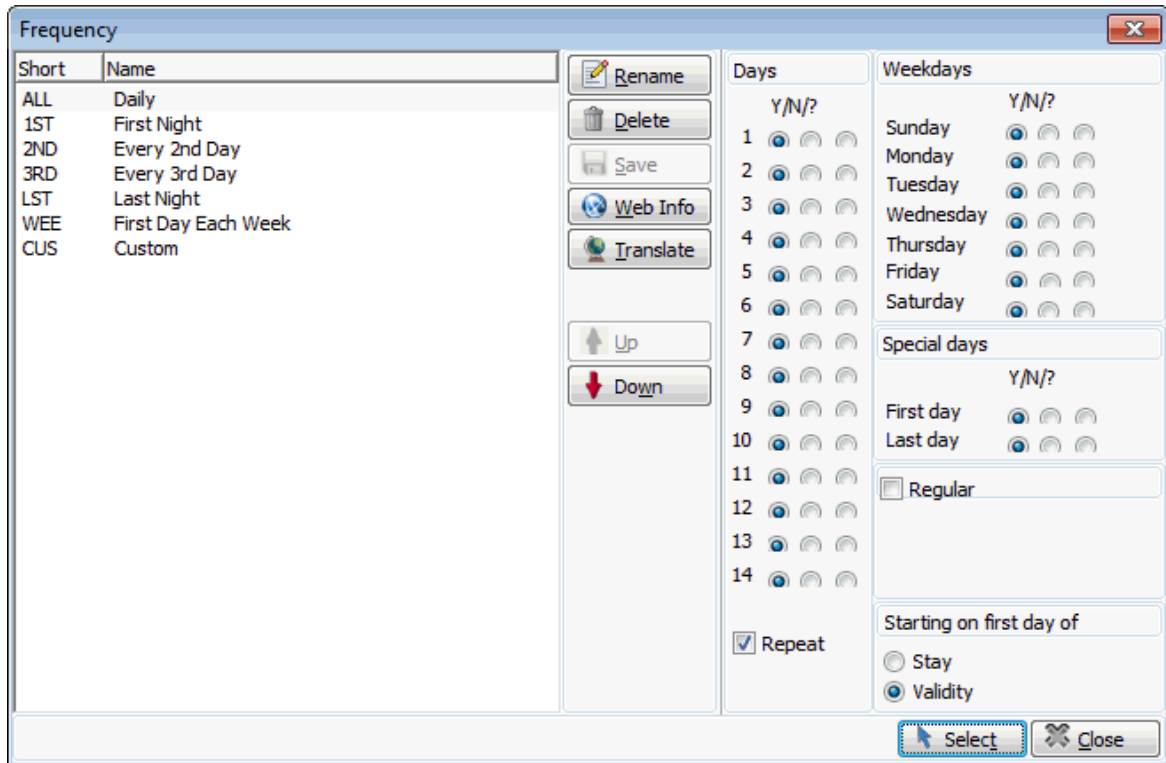 Frequency
Short Name
ALL Daily
1ST First Night
2ND Every 2nd Day
3RD Every 3rd Day
LST Last Night
WEE First Day Each Week
CUS Custom
Rename
Delete
Save
Web Info
Translate
Up
Down
Days
Y/N/?
1
2
3
4
5
6
7
8
9
10
11
12
13
14
Repeat
Weekdays
Y/N/?
Sunday
Monday
Tuesday
Wednesday
Thursday
Friday
Saturday
Special days
Y/N/?
First day
Last day
Regular
Starting on first day of
Stay
Validity
Select
Close